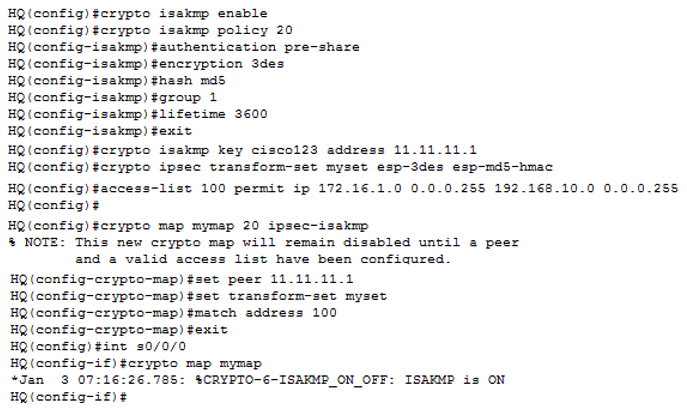 HQ(config)#crypto isakmp enable
HQ(config)#crypto isakmp policy 20
HQ(config-isakmp)#authentication pre-share
HQ(config-isakmp)#encryption 3des
HQ(config-isakmp)#hash md5
HQ(config-isakmp)#group 1
HQ(config-isakmp)#lifetime 3600
HQ(config-isakmp)#exit
HQ(config)#crypto isakmp key cisco123 address 11.11.11.1
HQ(config)#crypto ipsec transform-set myset esp-3des esp-md5-hmac
HQ(config)#access-list 100 permit ip 172.16.1.0 0.0.0.255 192.168.10.0 0.0.0.255
HQ(config)#
HQ(config)#crypto map mymap 20 ipsec-isakmp
% NOTE: This new crypto map will remain disabled until a peer
and a valid access list have been configured.
HQ(config-crypto-map)#set peer 11.11.11.1
HQ(config-crypto-map)#set transform-set myset
HQ(config-crypto-map)#match address 100
HQ(config-crypto-map)#exit
HQ(config)#int s0/0/0
HQ(config-if)#crypto map mymap
*Jan  3 07:16:26.785: %CRYPTO-6-ISAKMP_ON_OFF: ISAKMP is ON
HQ(config-if)#